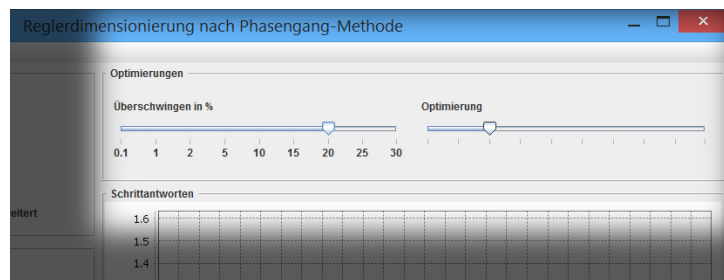 Reglerdimensionierung nach Phasengang-Methode
Optimierungen
Überschwingen in %
Optimierung
0.1 1 2 5 10 15 20 25 30
Schrittantworten
eitert
1.6
1.5
1.4